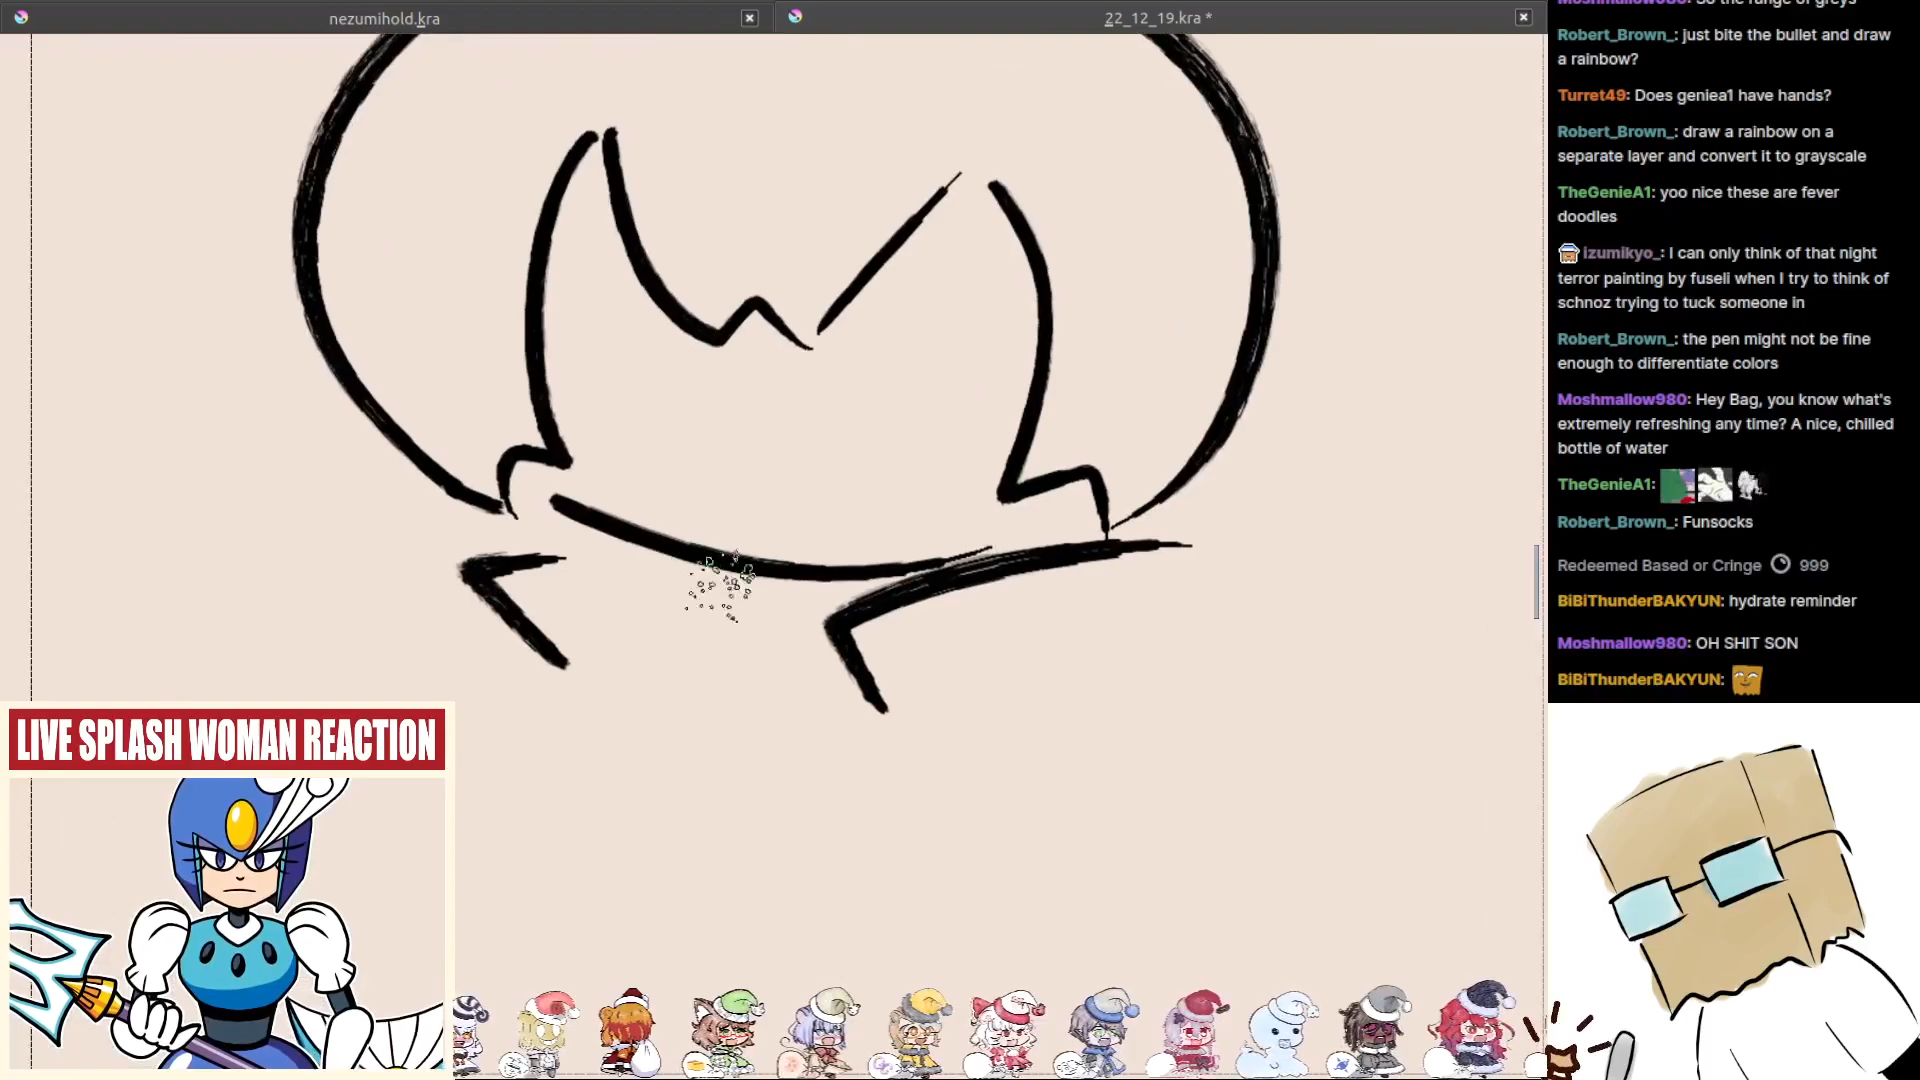 nezumihold.kra
22_12_19.kra *
Robert_Brown_: just bite the bullet and draw
a rainbow?
Turret49: Does geniea1 have hands?
Robert_Brown_: draw a rainbow on a
separate layer and convert it to grayscale
TheGenieA1: yoo nice these are fever
doodles
izumikyo_: I can only think of that night
terror painting by fuseli when I try to think of
schnoz trying to tuck someone in
Robert_Brown_: the pen might not be fine
enough to differentiate colors
Moshmallow980: Hey Bag, you know what's
extremely refreshing any time? A nice, chilled
bottle of water
TheGenieA1:
Robert_Brown_: Funsocks
Redeemed Based or Cringe 999
BiBiThunderBAKYUN: hydrate reminder
Moshmallow980: OH SHIT SON
BiBiThunderBAKYUN:
LIVE SPLASH WOMAN REACTION